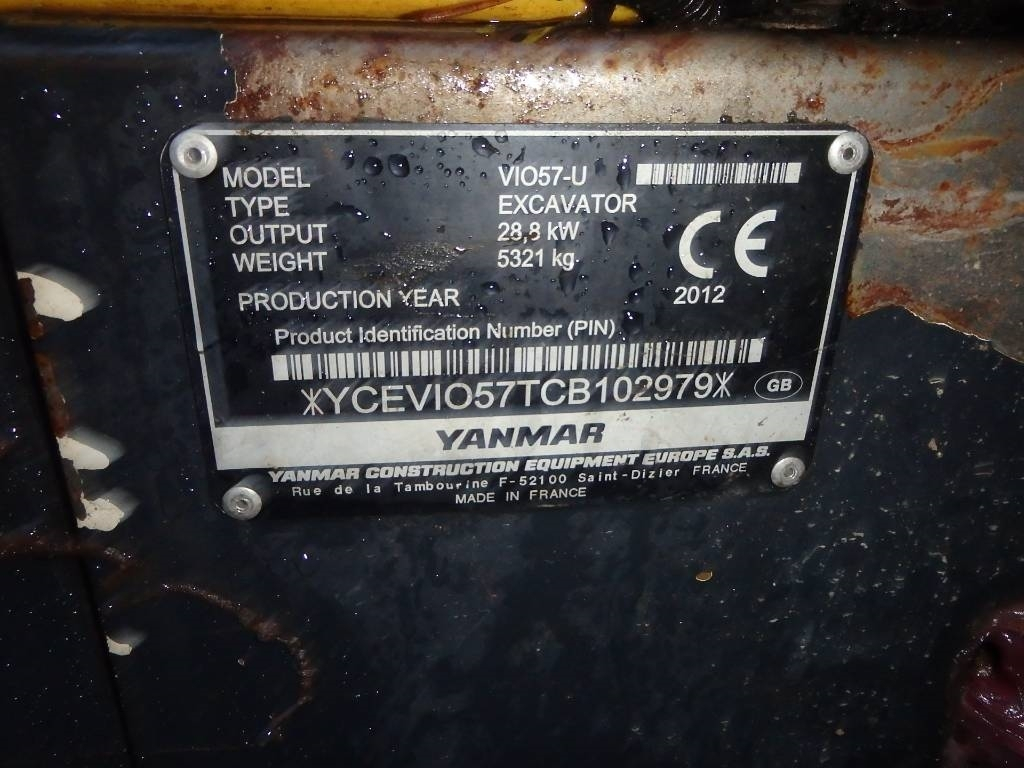 MODEL VIO57-U
TYPE EXCAVATOR
OUTPUT 28,8 kW
WEIGHT 5321 kg
CE
PRODUCTION YEAR 2012
Product Identification Number (PIN)
*YCEVIO57TCB102979* GB
YANMAR
YANMAR CONSTRUCTION EQUIPMENT EUROPE S.A.S.
Rue de la Tambourine F-52100 Saint-Dizier FRANCE
MADE IN FRANCE